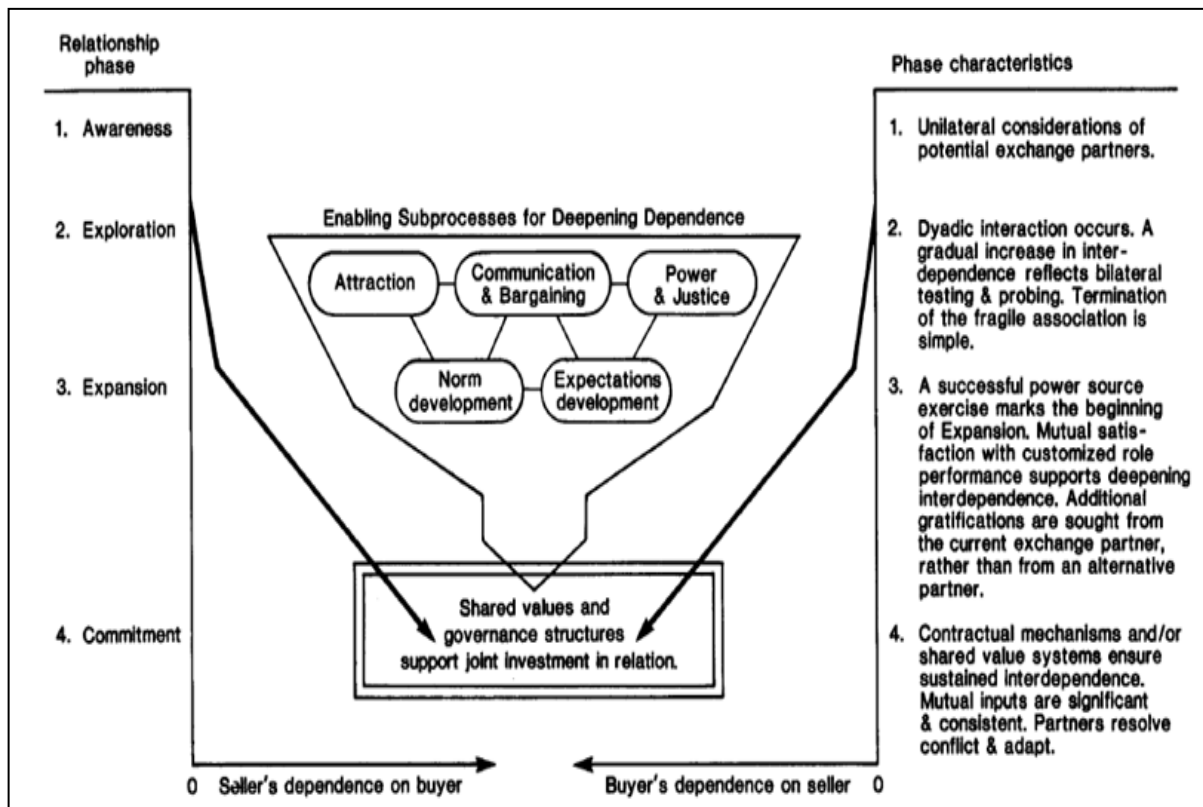 Relationship
phase
Phase characteristics
1. Awareness
1. Unilateral considerations of
potential exchange partners.
Enabling Subprocesses for Deepening Dependence
2. Exploration
2. Dyadic interaction occurs. A
gradual increase in inter-
dependence reflects bilateral
testing & probing. Termination
of the fragile association is
simple.
Attraction
Communication
& Bargaining
Power
& Justice
Norm
development
Expectations
development
3. Expansion
3. A successful power source
exercise marks the beginning
of Expansion. Mutual satis-
faction with customized role
performance supports deepening
interdependence. Additional
gratifications are sought from
the current exchange partner,
rather than from an alternative
partner.
Shared values and
governance structures
support joint investment in relation.
4. Commitment
4. Contractual mechanisms and/or
shared value systems ensure
sustained interdependence.
Mutual inputs are significant
& consistent. Partners resolve
conflict & adapt.
0 Seller's dependence on buyer
Buyer's dependence on seller 0